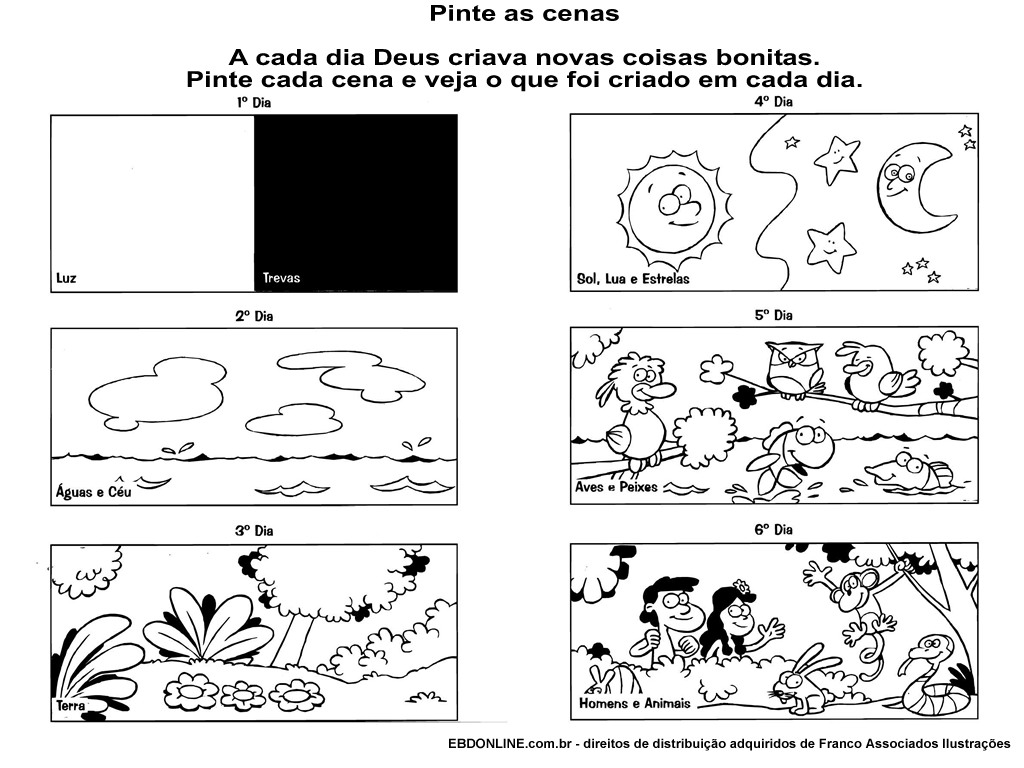 Pinte as cenas
A cada dia Deus criava novas coisas bonitas.
Pinte cada cena e veja o que foi criado em cada dia.
1º Dia
Luz
Trevas
2º Dia
Águas e Céu
3º Dia
Terra
4º Dia
Sol, Lua e Estrelas
5º Dia
Aves e Peixes
6º Dia
Homens e Animais
EBDONLINE.com.br - direitos de distribuição adquiridos de Franco Associados Ilustrações